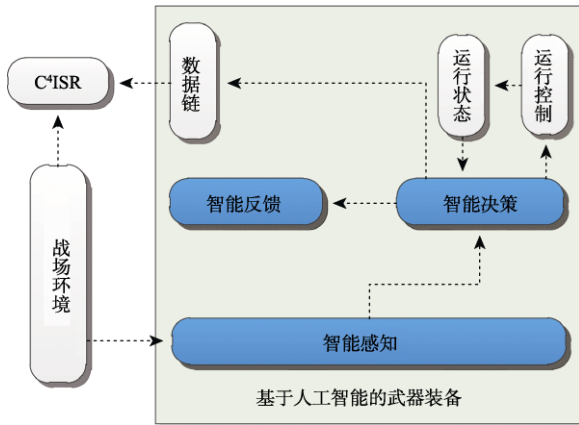 C⁴ISR
数据链
运行状态
运行控制
智能反馈
智能决策
战场环境
智能感知
基于人工智能的武器装备